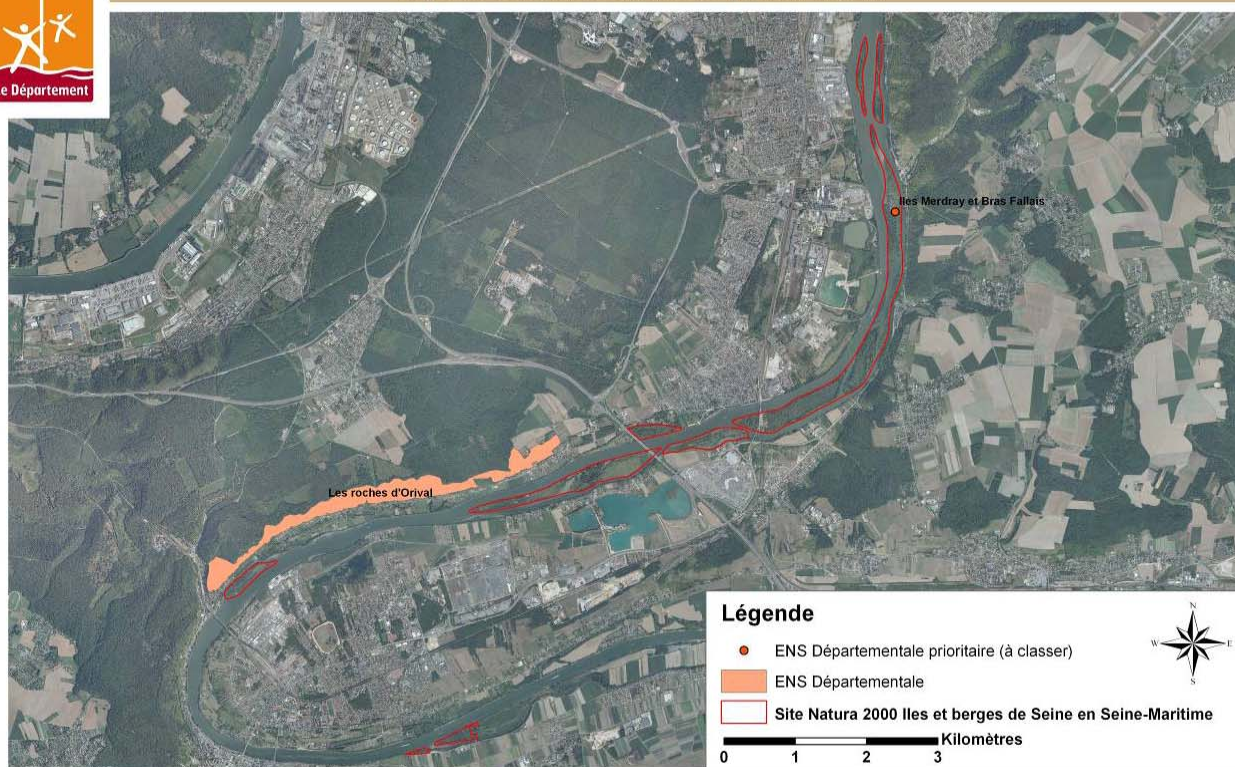 Le Département
Iles Merdray et Bras Fallais
Les roches d'Orival
Légende
N
W
E
S
ENS Départementale prioritaire (à classer)
ENS Départementale
Site Natura 2000 Iles et berges de Seine en Seine-Maritime
Kilomètres
0 1 2 3